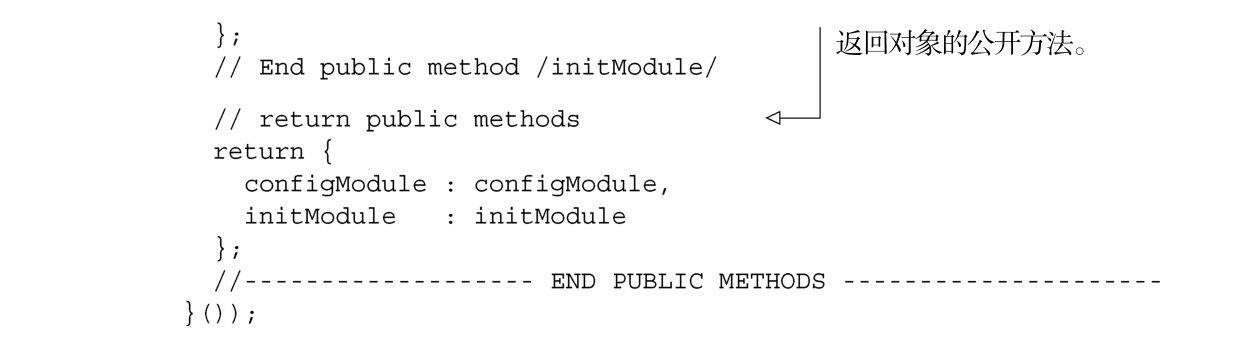 };
返回对象的公开方法。
// End public method /initModule/
// return public methods
return {
configModule : configModule,
initModule   : initModule
};
//------------------- END PUBLIC METHODS ---------------------
}());